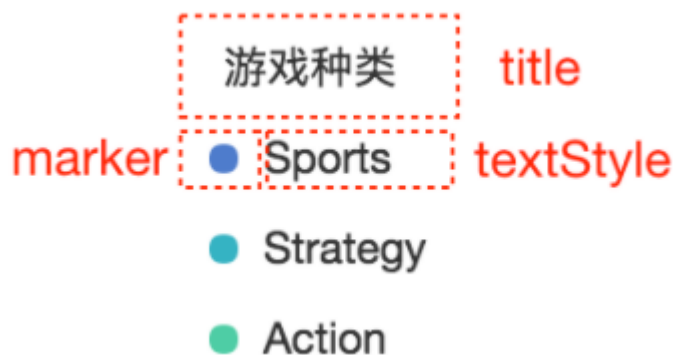 游戏种类 title
marker Sports textStyle
Strategy
Action